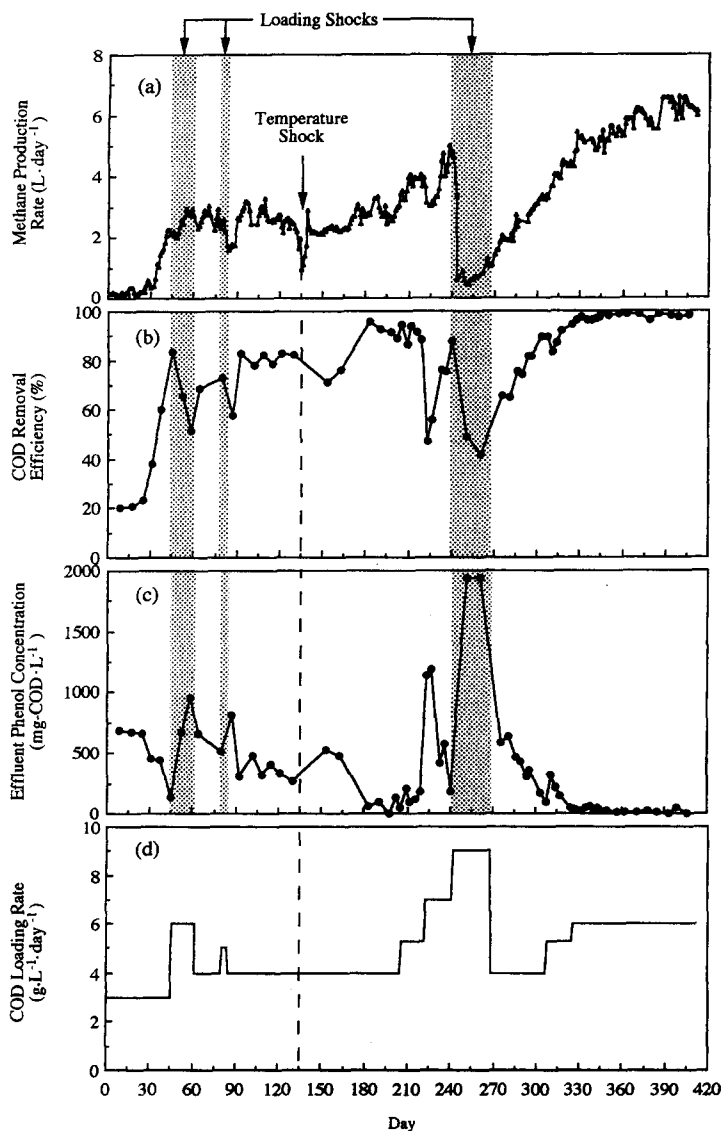 Loading Shocks
8
6
4
2
0
(a)
Temperature
Shock
Methane Production
Rate (L·day⁻¹)
100
80
60
40
20
0
(b)
COD Removal
Efficiency (%)
2000
1500
1000
500
0
(c)
Effluent Phenol Concentration
(mg-COD·L⁻¹)
10
8
6
4
2
0
(d)
COD Loading Rate
(g·L⁻¹·day⁻¹)
0 30 60 90 120 150 180 210 240 270 300 330 360 390 420
Day